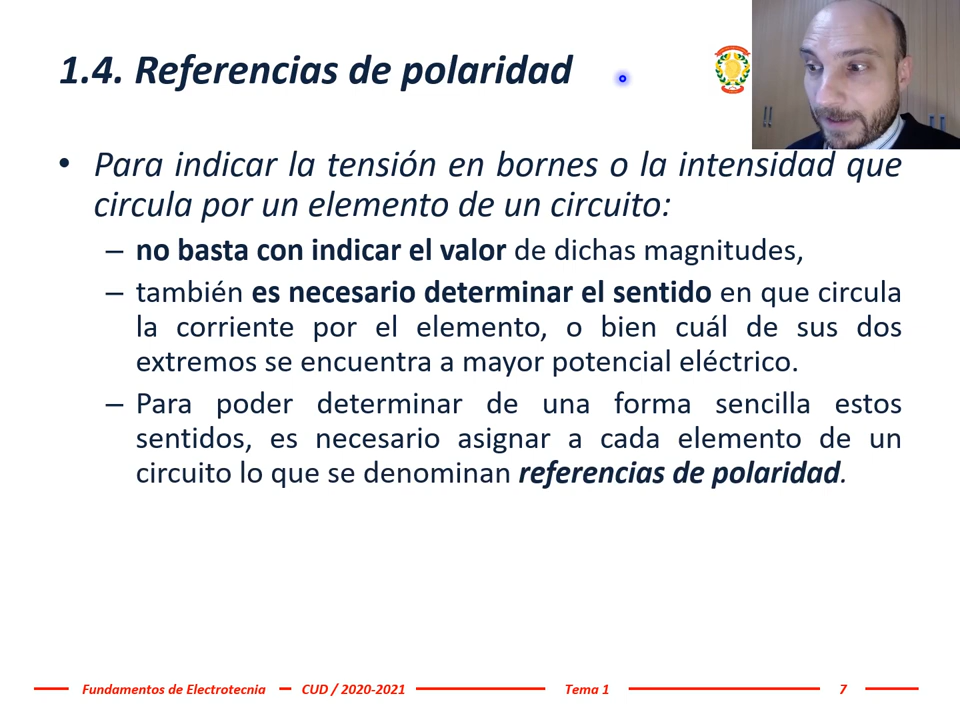 1.4. Referencias de polaridad
• Para indicar la tensión en bornes o la intensidad que
circula por un elemento de un circuito:
– no basta con indicar el valor de dichas magnitudes,
– también es necesario determinar el sentido en que circula
la corriente por el elemento, o bien cuál de sus dos
extremos se encuentra a mayor potencial eléctrico.
– Para poder determinar de una forma sencilla estos
sentidos, es necesario asignar a cada elemento de un
circuito lo que se denominan referencias de polaridad.
Fundamentos de Electrotecnia — CUD / 2020-2021 — Tema 1 — 7